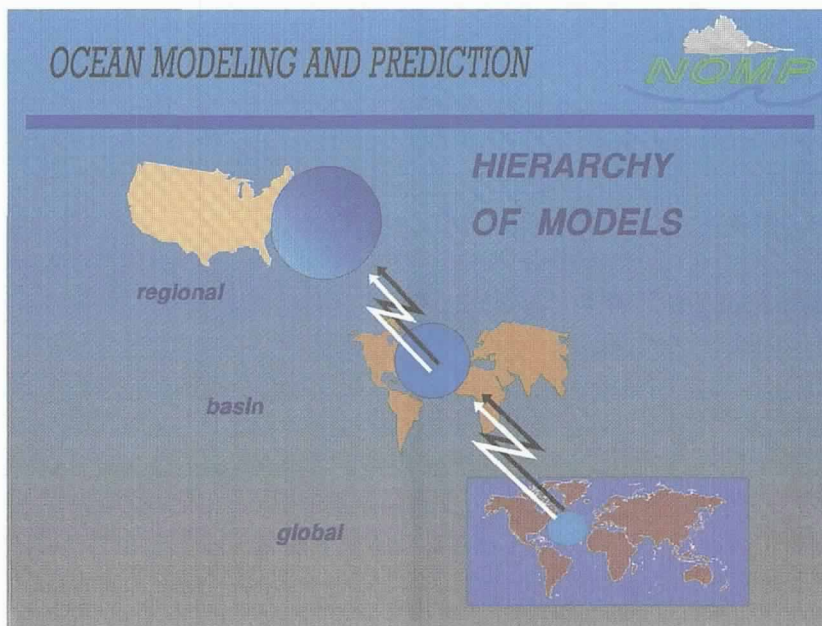 OCEAN MODELING AND PREDICTION
NOMP
HIERARCHY
OF MODELS
regional
basin
global